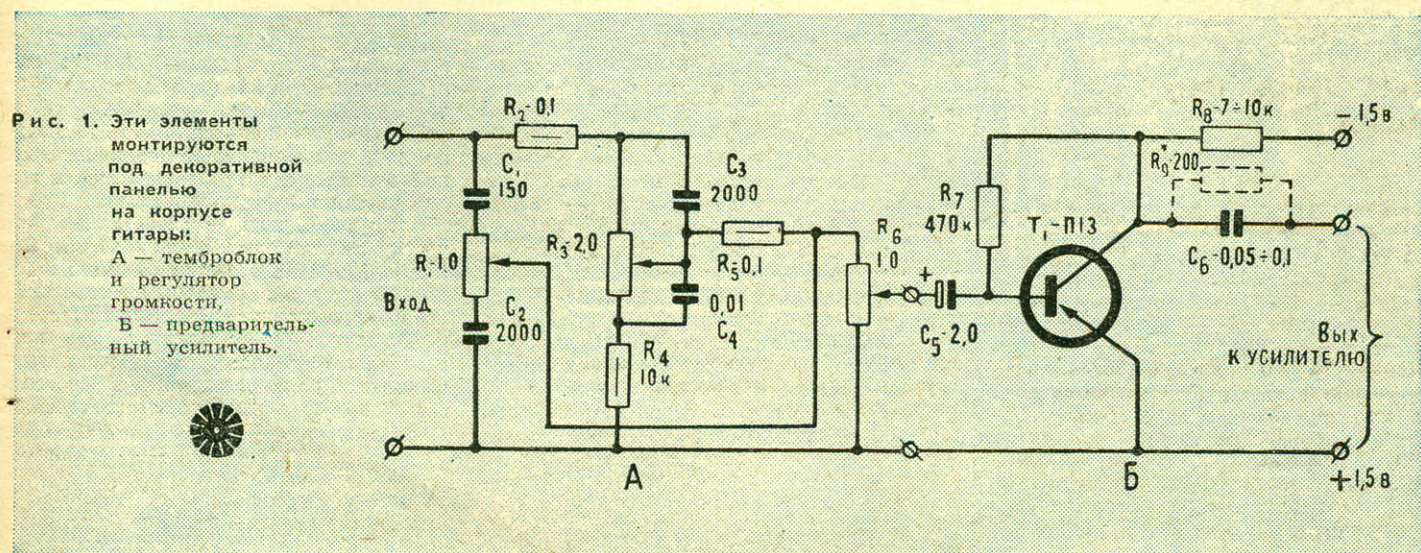 Рис. 1. Эти элементы
монтируются
под декоративной
панелью
на корпусе
гитары:
А — темброблок
и регулятор
громкости,
Б — предваритель-
ный усилитель.
Вход
R₂-0,1
C₁
150
R₁-1,0
C₂
2000
R₃-2,0
C₃
2000
R₅-0,1
0,01
C₄
R₄
10к
R₆
1,0
+
C₅-2,0
R₇
470к
Т₁-П13
R₈-7÷10к
R₉*-200
C₆-0,05÷0,1
— 1,5в
Вых
К УСИЛИТЕЛЮ
+1,5в
А
Б